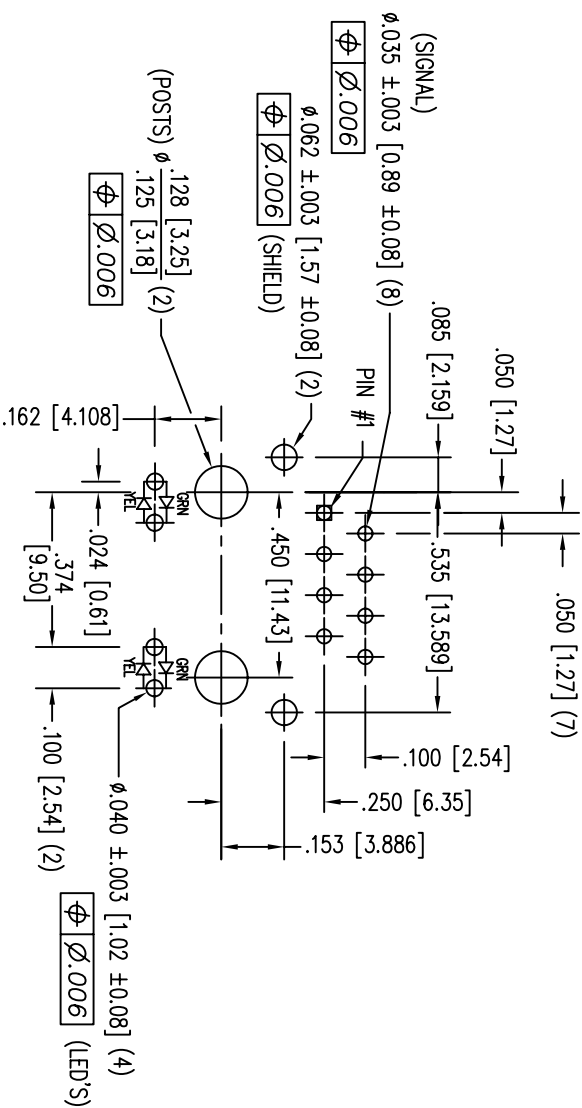 (SIGNAL)
ø.035 ±.003 [0.89 ±0.08] (8)
⌖ Ø.006
ø.062 ±.003 [1.57 ±0.08] (2)
⌖ Ø.006 (SHIELD)
(POSTS) ø .128 [3.25]
.125 [3.18] (2)
⌖ Ø.006
.050 [1.27]
.085 [2.159]
PIN #1
.050 [1.27] (7)
.535 [13.589]
.450 [11.43]
.100 [2.54]
.250 [6.35]
.153 [3.886]
.162 [4.108]
GRN
YEL
GRN
YEL
.024 [0.61]
.374
[9.50]
.100 [2.54] (2)
ø.040 ±.003 [1.02 ±0.08] (4)
⌖ Ø.006 (LED'S)